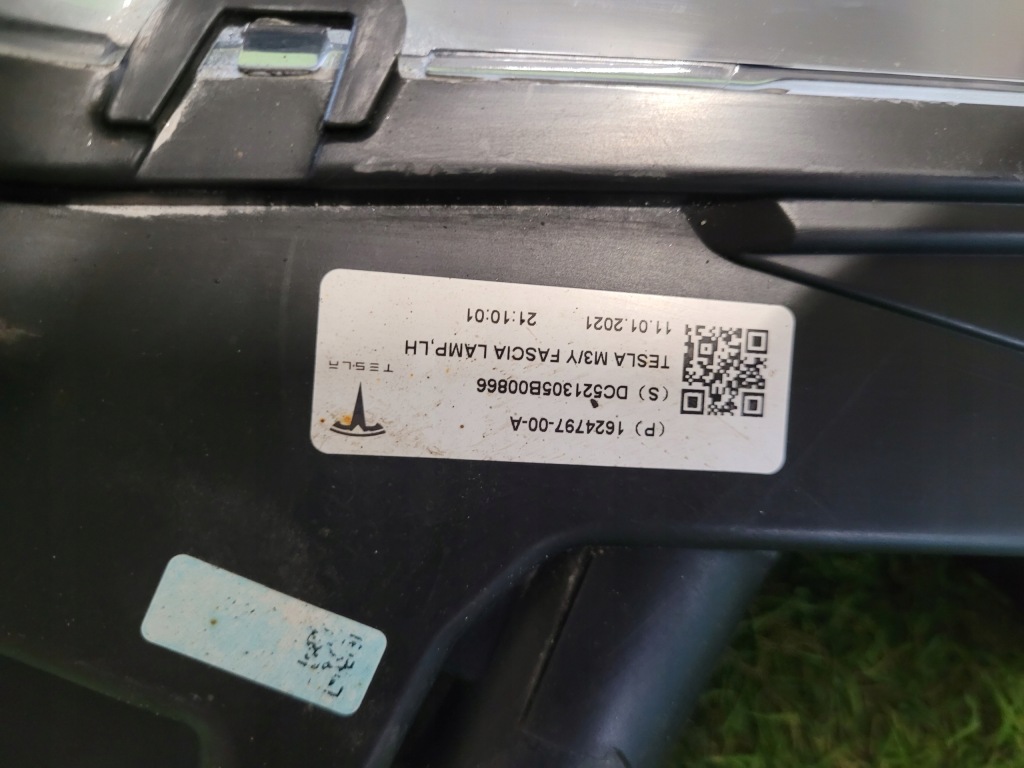 (P) 1624797-00-A
(S) DC521305B00866
TESLA M3/Y FASCIA LAMP,LH
11.01.2021 21:10:01
TESLA